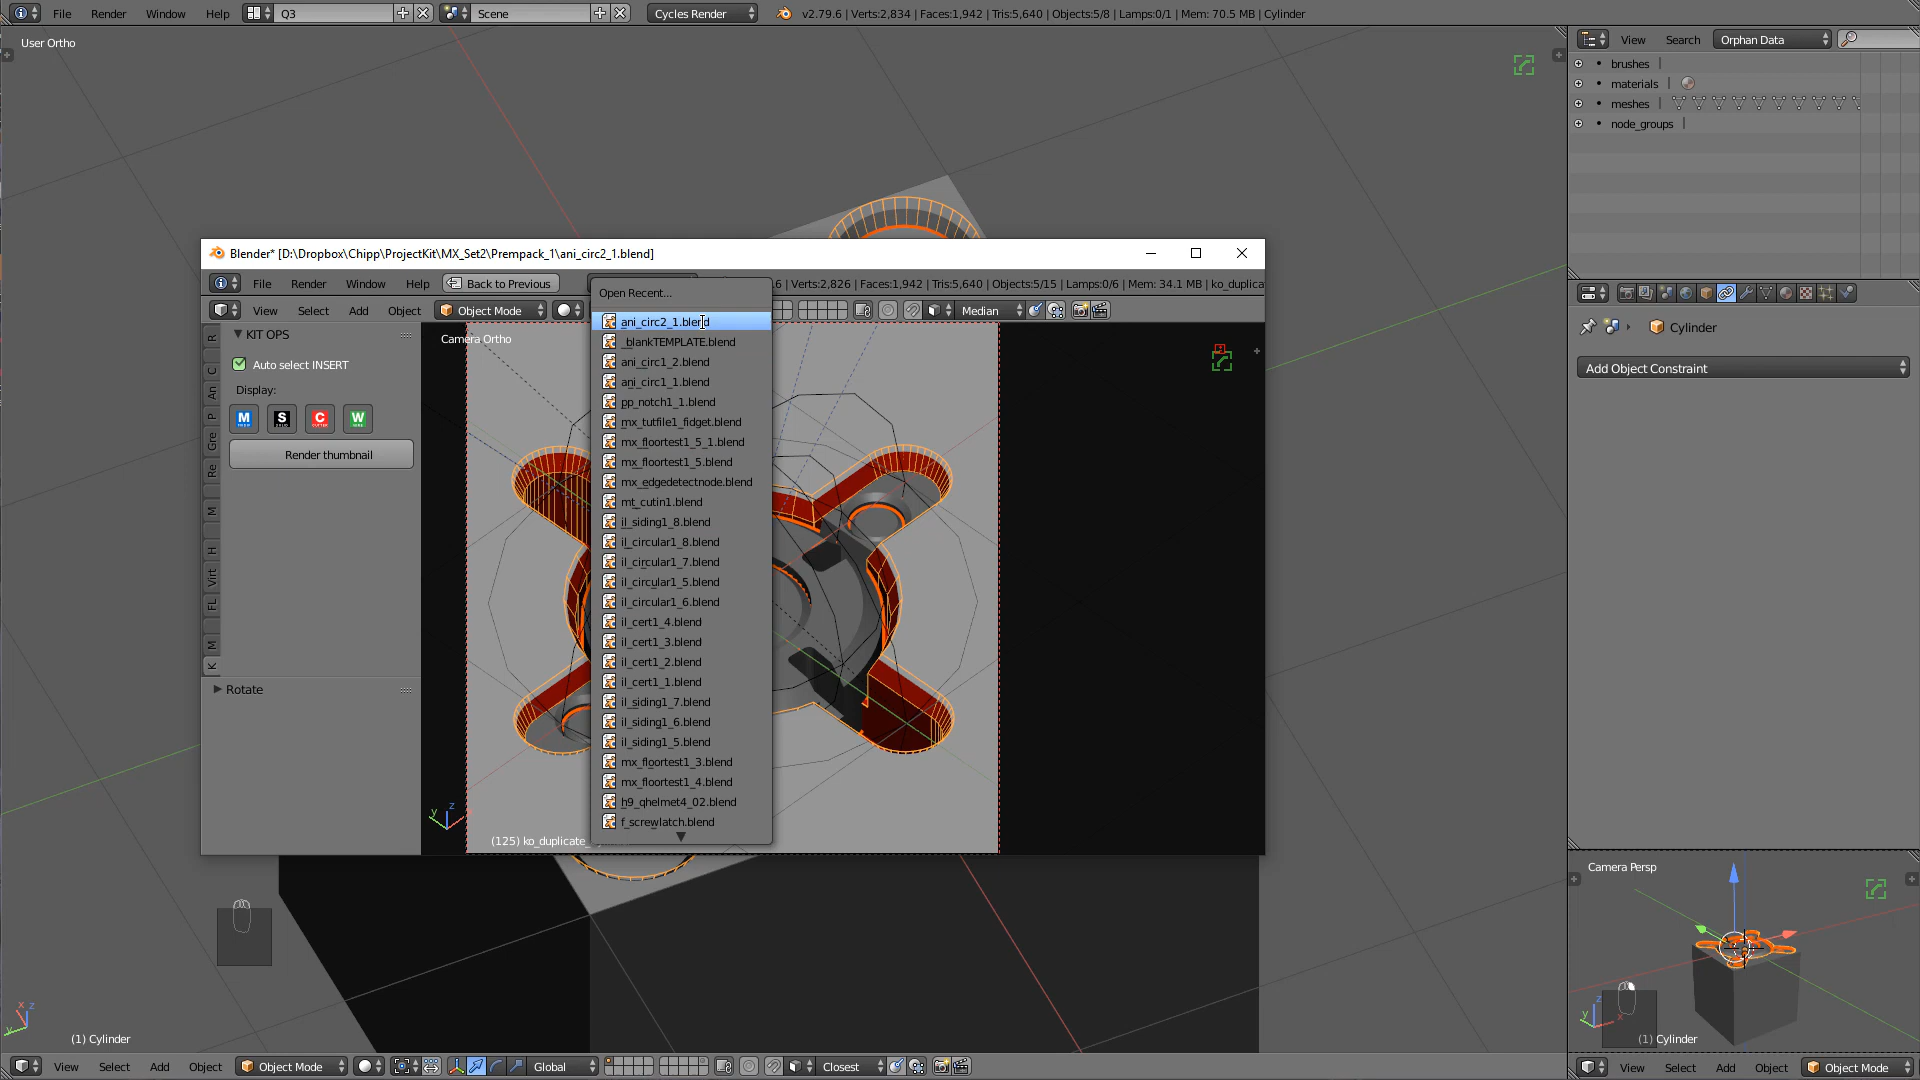 File Render Window Help Q3 Scene Cycles Render v2.79.6 | Verts:2,834 | Faces:1,942 | Tris:5,640 | Objects:5/8 | Lamps:0/1 | Mem: 70.5 MB | Cylinder
User Ortho
View Search Orphan Data
brushes
materials
meshes
node_groups
Blender* [D:\Dropbox\Chipp\ProjectKit\MX_Set2\Prempack_1\ani_circ2_1.blend]
File Render Window Help Back to Previous .6 | Verts:2,826 | Faces:1,942 | Tris:5,640 | Objects:5/15 | Lamps:0/6 | Mem: 34.1 MB | ko_duplica
View Select Add Object Object Mode Median
KIT OPS
Auto select INSERT
Display:
M S C W
Render thumbnail
Rotate
R
C
An
P
Gre
Re
M
H
Virt
FL
M
K
Camera Ortho
Open Recent...
ani_circ2_1.blend
_blankTEMPLATE.blend
ani_circ1_2.blend
ani_circ1_1.blend
pp_notch1_1.blend
mx_tutfile1_fidget.blend
mx_floortest1_5_1.blend
mx_floortest1_5.blend
mx_edgedetectnode.blend
mt_cutin1.blend
il_siding1_8.blend
il_circular1_8.blend
il_circular1_7.blend
il_circular1_5.blend
il_circular1_6.blend
il_cert1_4.blend
il_cert1_3.blend
il_cert1_2.blend
il_cert1_1.blend
il_siding1_7.blend
il_siding1_6.blend
il_siding1_5.blend
mx_floortest1_3.blend
mx_floortest1_4.blend
h9_qhelmet4_02.blend
f_screwlatch.blend
y z
(125) ko_duplicate_
Cylinder
Add Object Constraint
Camera Persp
z
y x
(1) Cylinder
x z
y
(1) Cylinder
View Select Add Object Object Mode Global Closest
View Select Add Object Object Mode